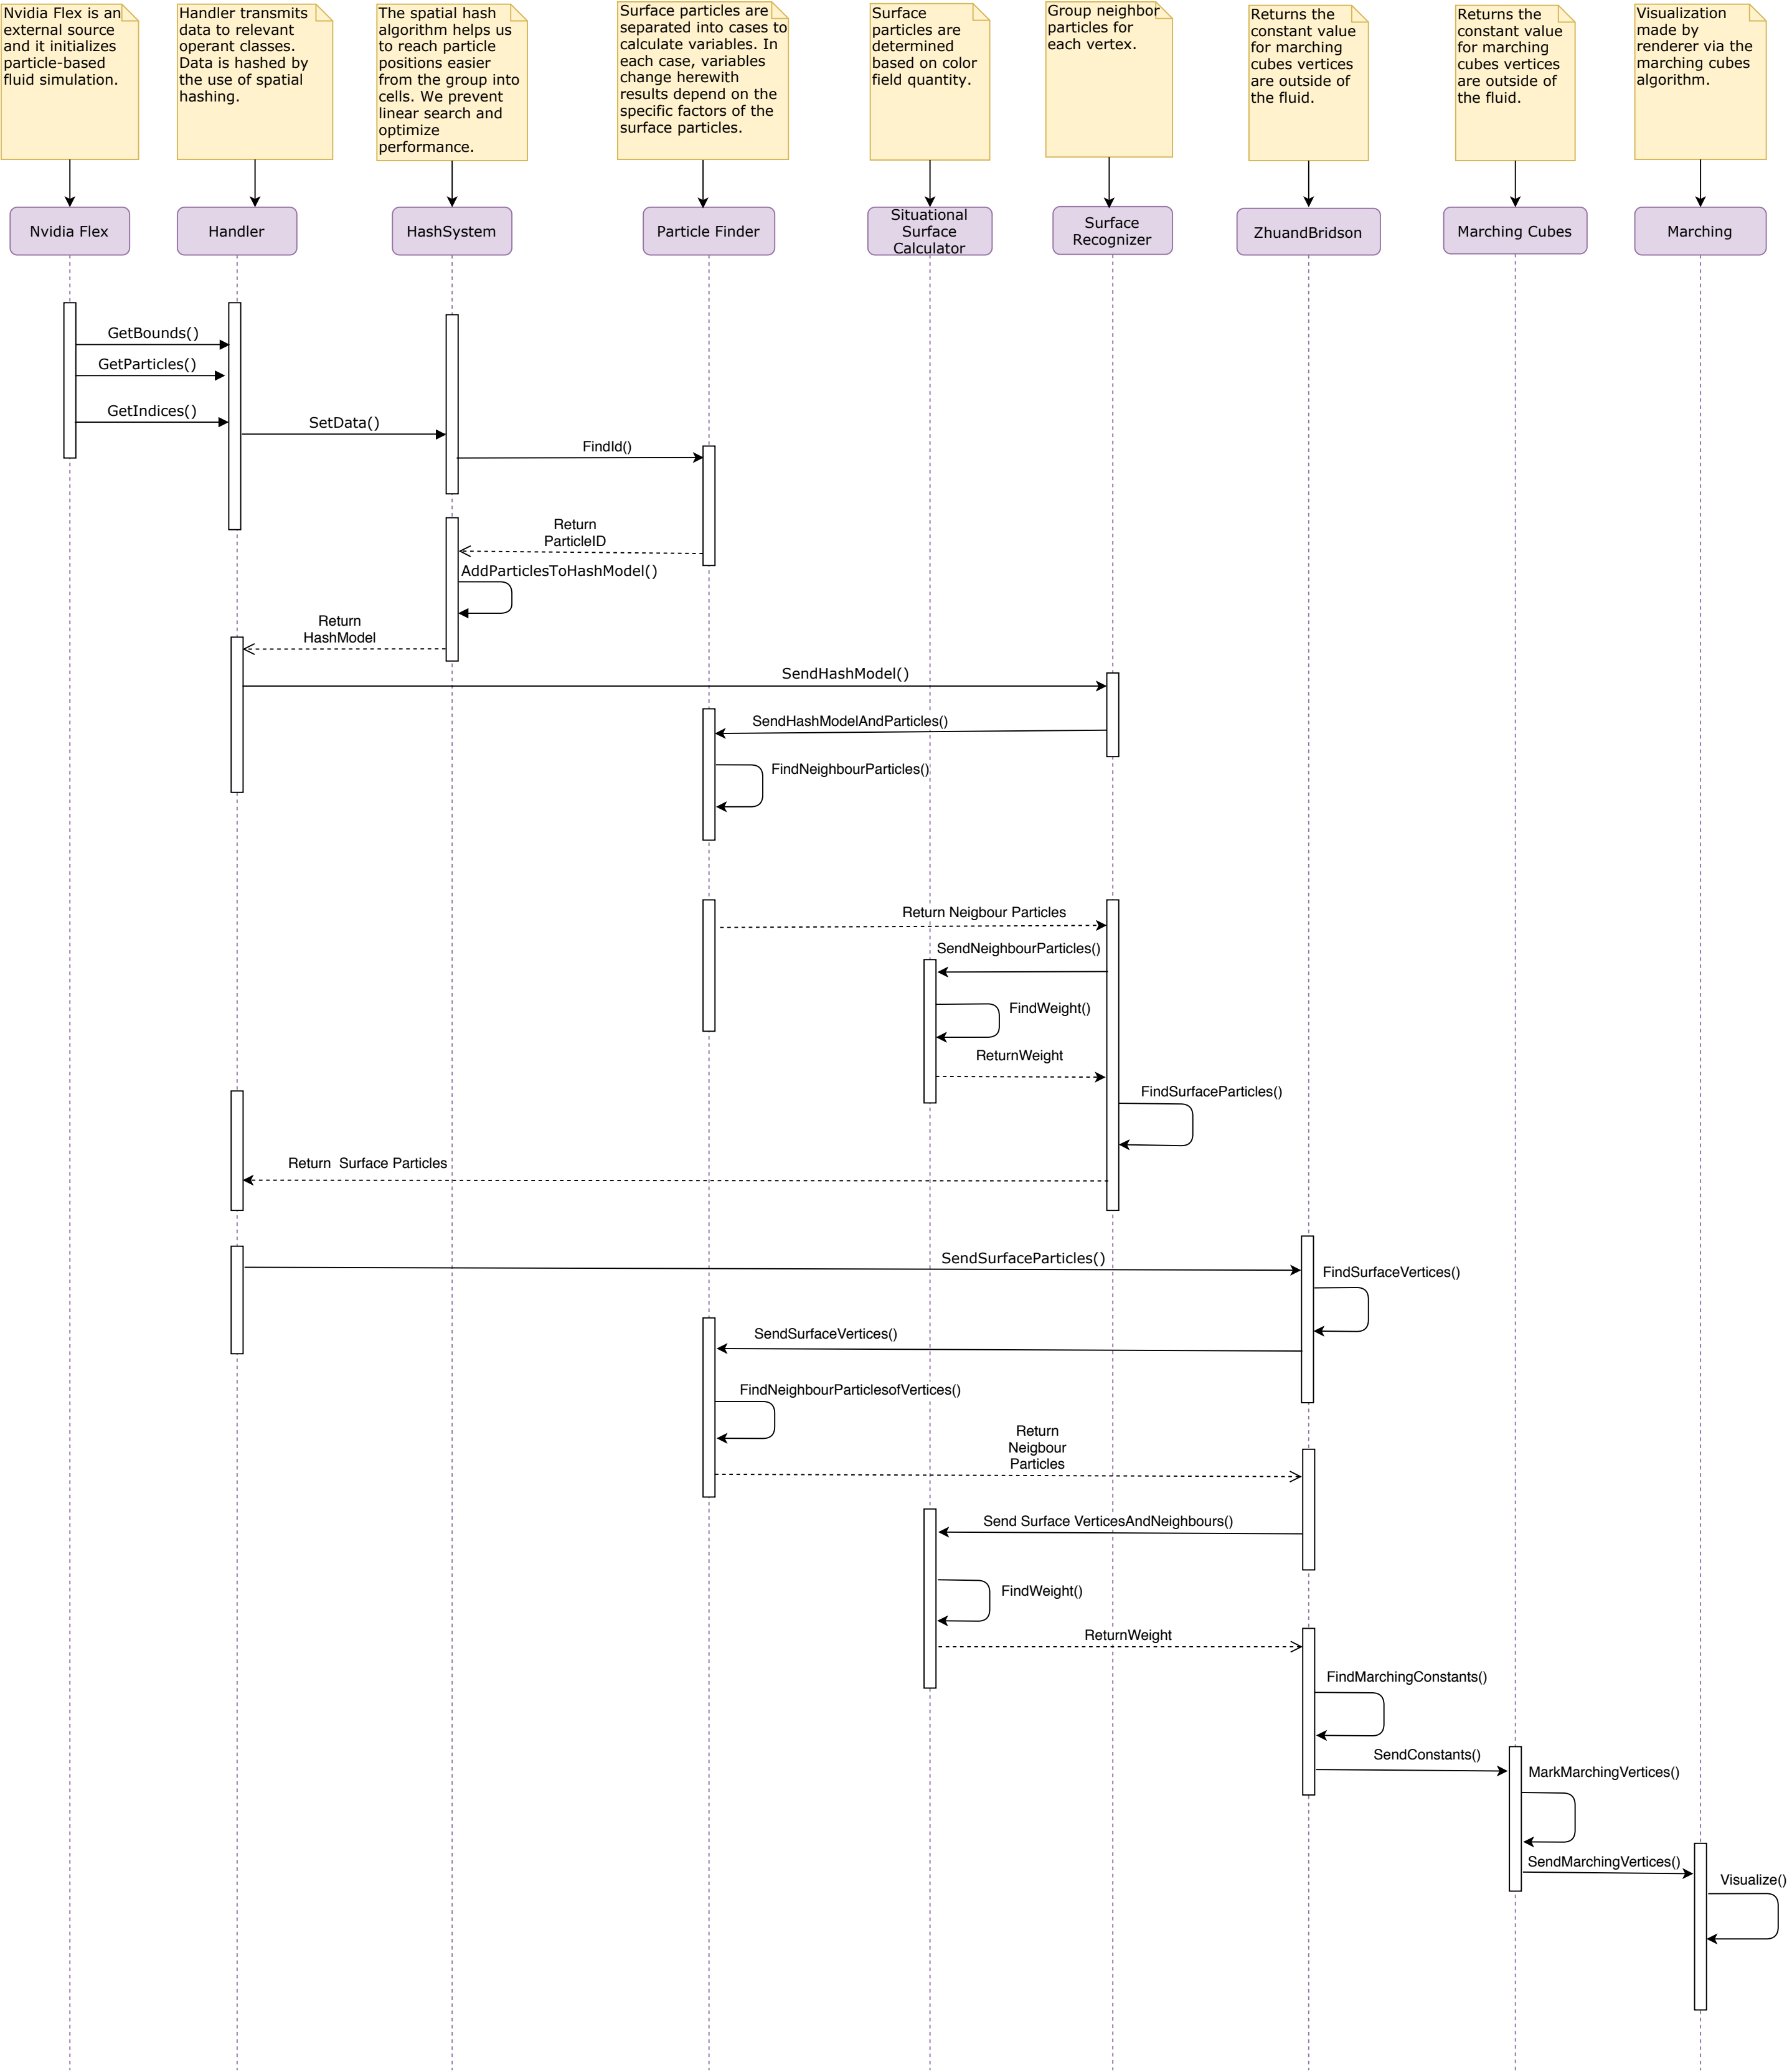 Nvidia Flex is an
external source
and it initializes
particle-based
fluid simulation.
Handler transmits
data to relevant
operant classes.
Data is hashed by
the use of spatial
hashing.
The spatial hash
algorithm helps us
to reach particle
positions easier
from the group into
cells. We prevent
linear search and
optimize
performance.
Surface particles are
separated into cases to
calculate variables. In
each case, variables
change herewith
results depend on the
specific factors of the
surface particles.
Surface
particles are
determined
based on color
field quantity.
Group neighbor
particles for
each vertex.
Returns the
constant value
for marching
cubes vertices
are outside of
the fluid.
Returns the
constant value
for marching
cubes vertices
are outside of
the fluid.
Visualization
made by
renderer via the
marching cubes
algorithm.
Nvidia Flex
Handler
HashSystem
Particle Finder
Situational
Surface
Calculator
Surface
Recognizer
ZhuandBridson
Marching Cubes
Marching
GetBounds()
GetParticles()
GetIndices()
SetData()
FindId()
Return
ParticleID
AddParticlesToHashModel()
Return
HashModel
SendHashModel()
SendHashModelAndParticles()
FindNeighbourParticles()
Return Neigbour Particles
SendNeighbourParticles()
FindWeight()
ReturnWeight
FindSurfaceParticles()
Return  Surface Particles
SendSurfaceParticles()
FindSurfaceVertices()
SendSurfaceVertices()
FindNeighbourParticlesofVertices()
Return
Neigbour
Particles
Send Surface VerticesAndNeighbours()
FindWeight()
ReturnWeight
FindMarchingConstants()
SendConstants()
MarkMarchingVertices()
SendMarchingVertices()
Visualize()